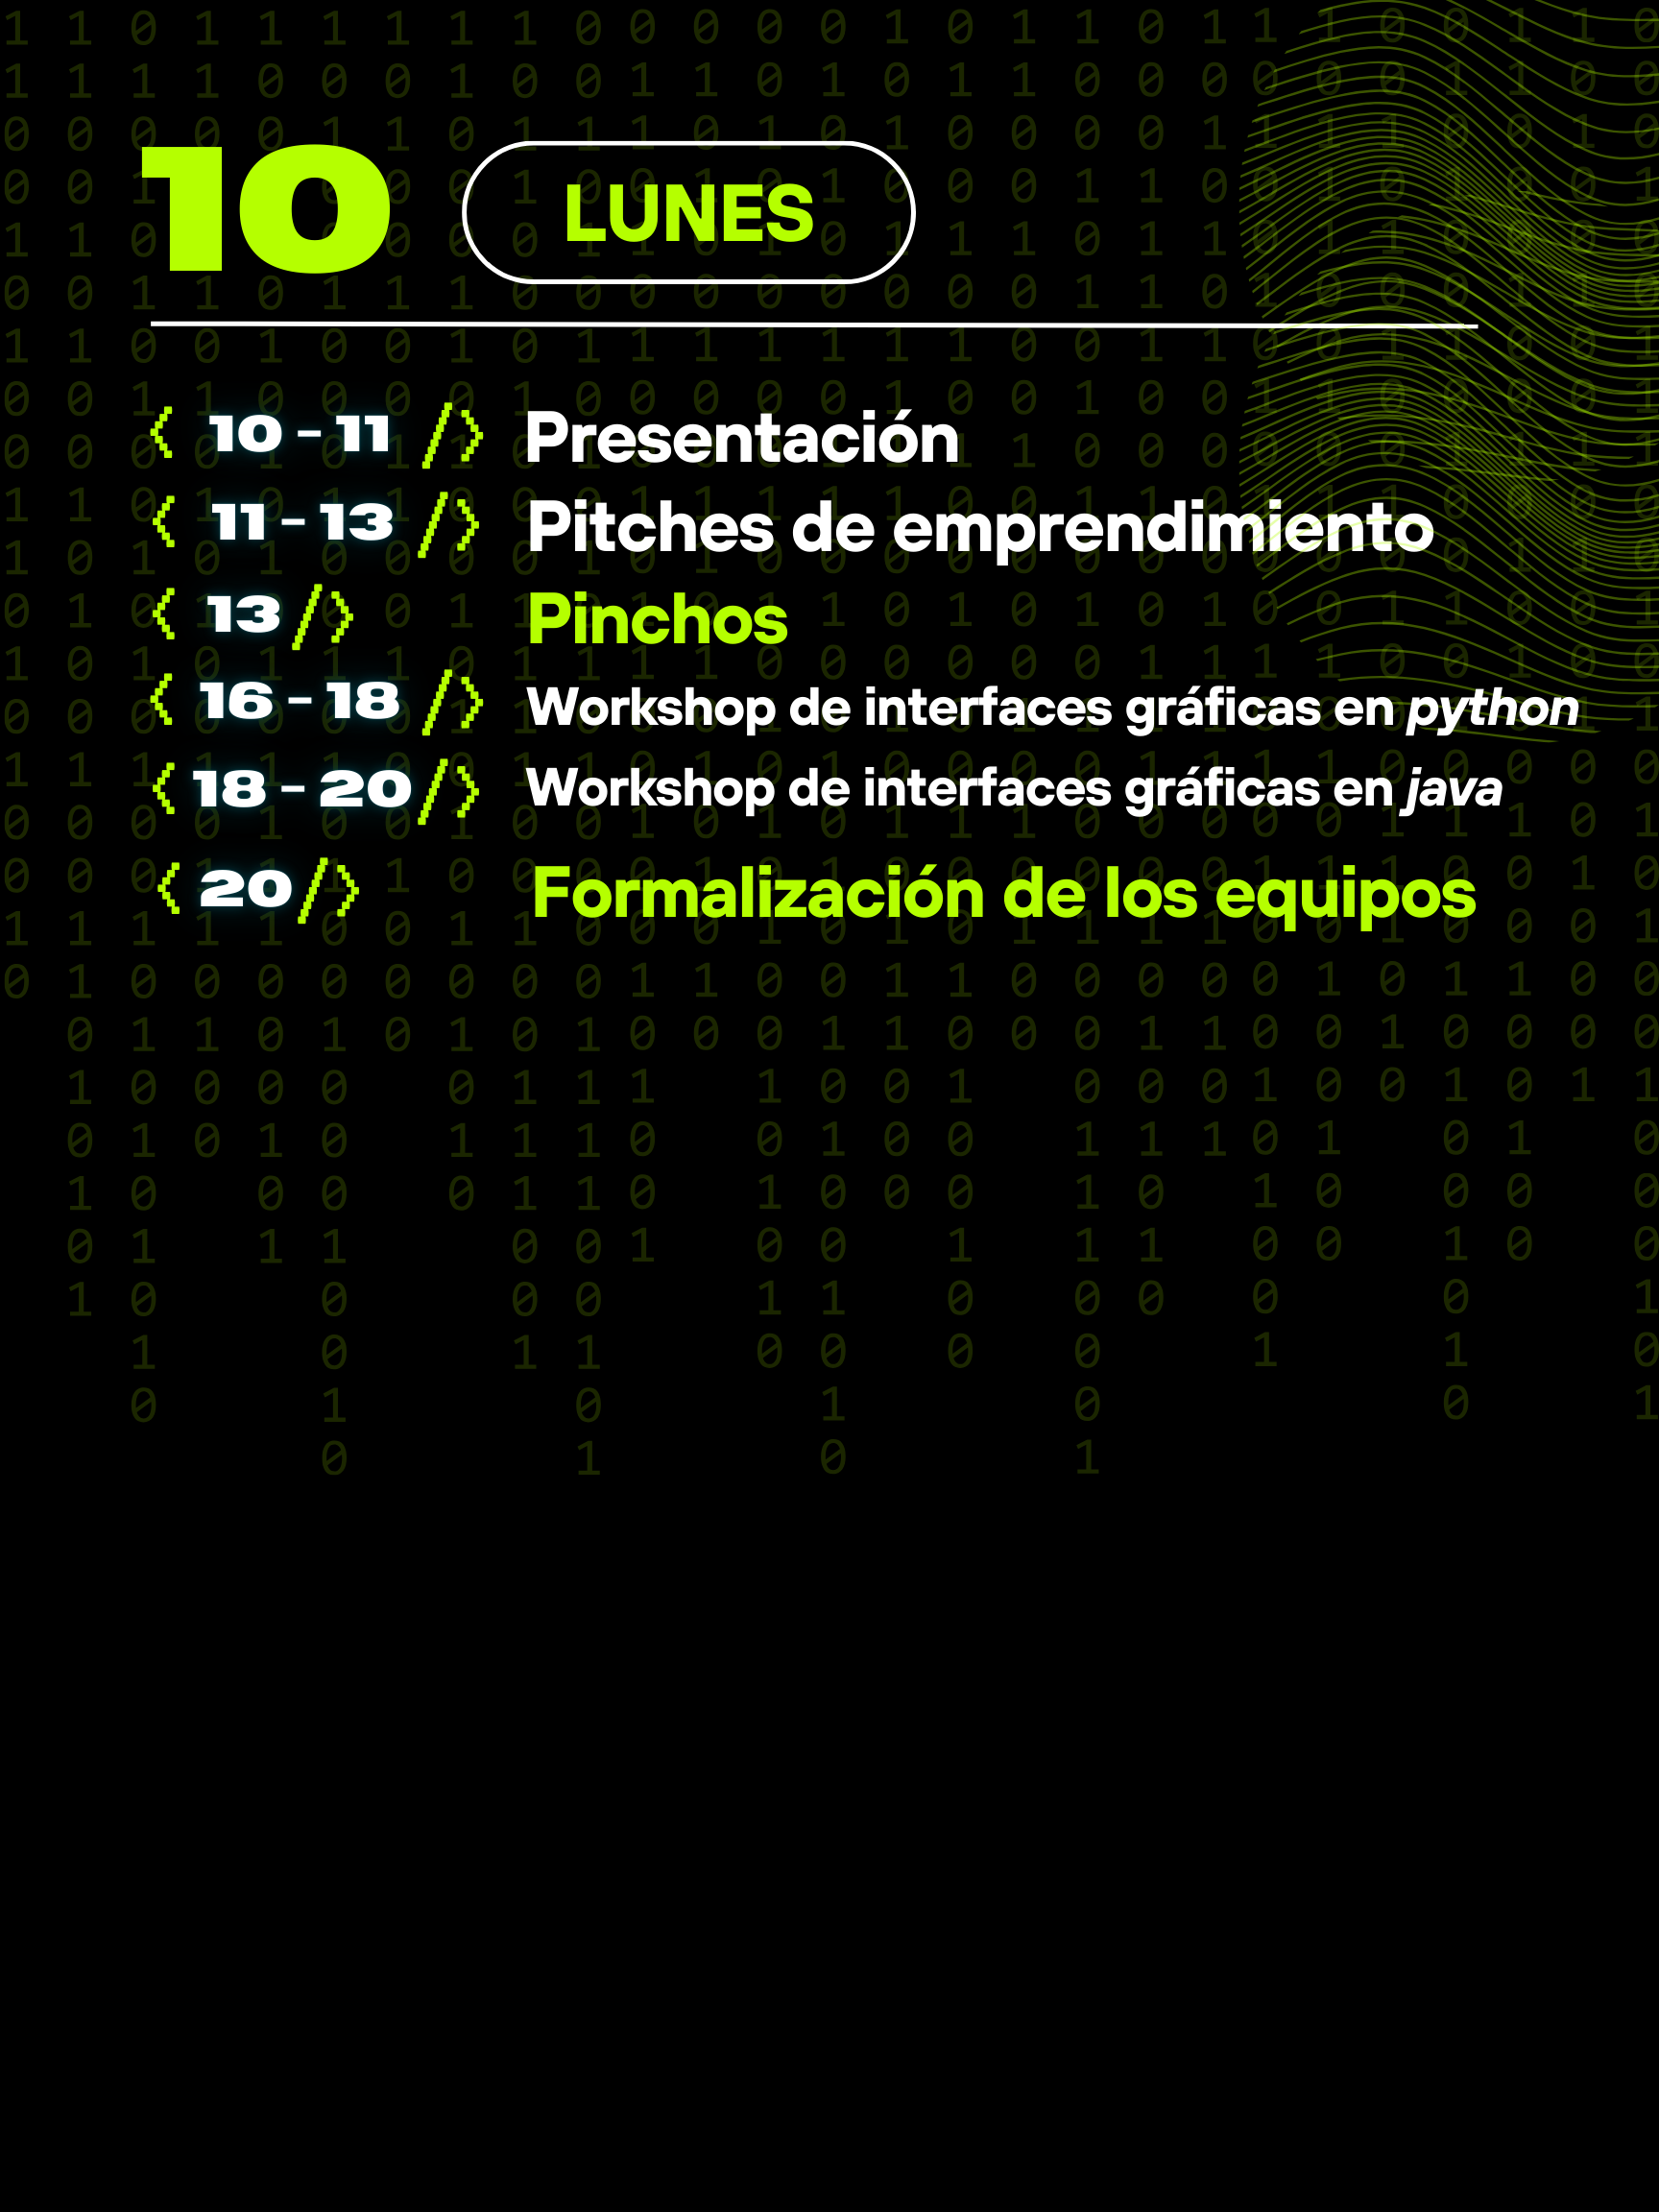 10 LUNES
< 10 - 11 /> Presentación
< 11 - 13 /> Pitches de emprendimiento
< 13 /> Pinchos
< 16 - 18 /> Workshop de interfaces gráficas en python
< 18 - 20 /> Workshop de interfaces gráficas en java
< 20 /> Formalización de los equipos